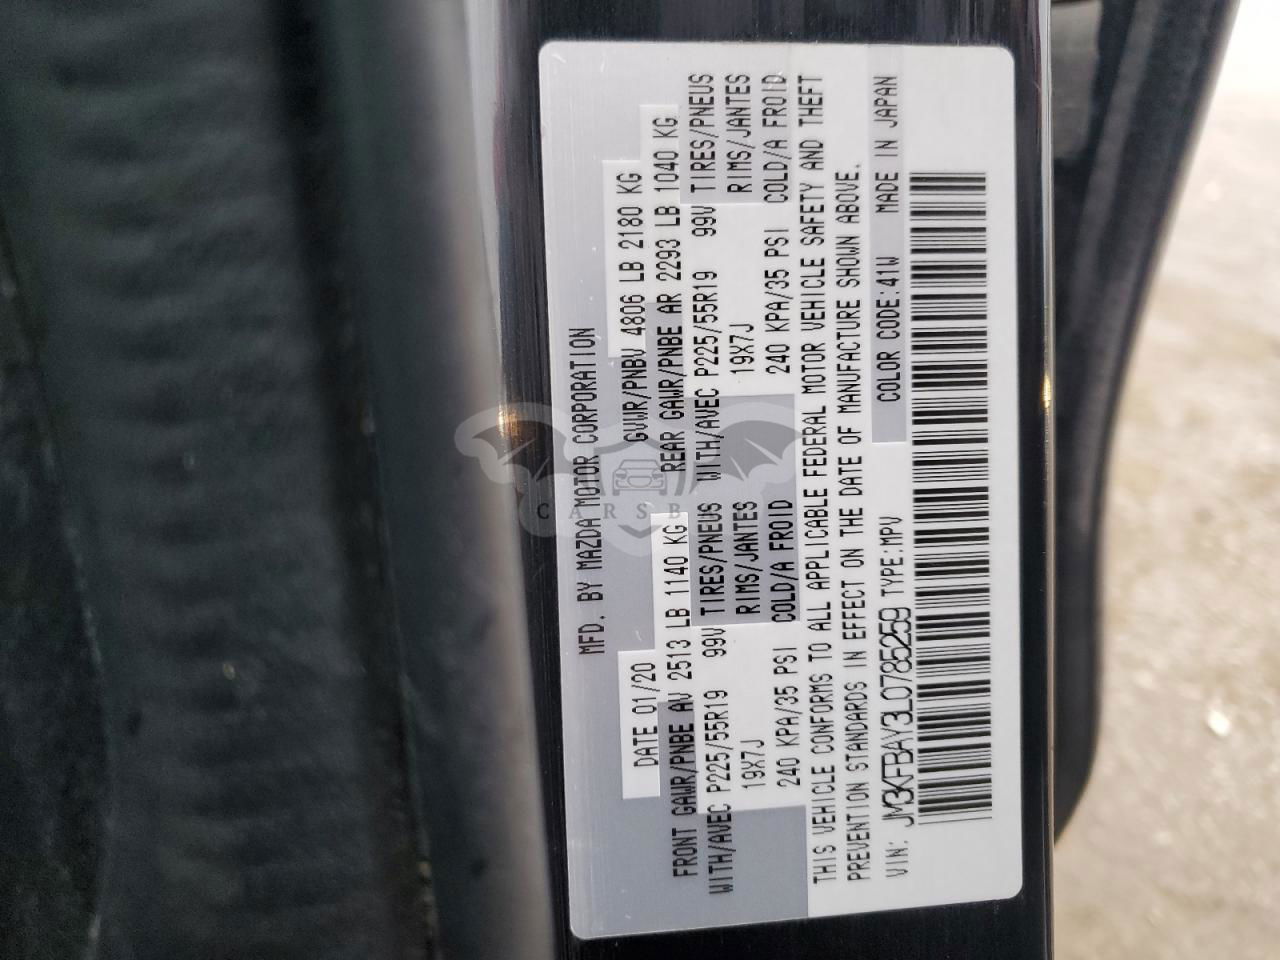 MFD. BY MAZDA MOTOR CORPORATION
DATE 01/20 GVWR/PNBV 4806 LB 2180 KG
FRONT GAWR/PNBE AV 2513 LB 1140 KG REAR GAWR/PNBE AR 2293 LB 1040 KG
WITH/AVEC P225/55R19 99V TIRES/PNEUS WITH/AVEC P225/55R19 99V TIRES/PNEUS
19X7J RIMS/JANTES 19X7J RIMS/JANTES
240 KPA/35 PSI COLD/A FROID 240 KPA/35 PSI COLD/A FROID
THIS VEHICLE CONFORMS TO ALL APPLICABLE FEDERAL MOTOR VEHICLE SAFETY AND THEFT
PREVENTION STANDARDS IN EFFECT ON THE DATE OF MANUFACTURE SHOWN ABOVE.
VIN: JM3KFBAY3L0785259 TYPE:MPV COLOR CODE:41W MADE IN JAPAN